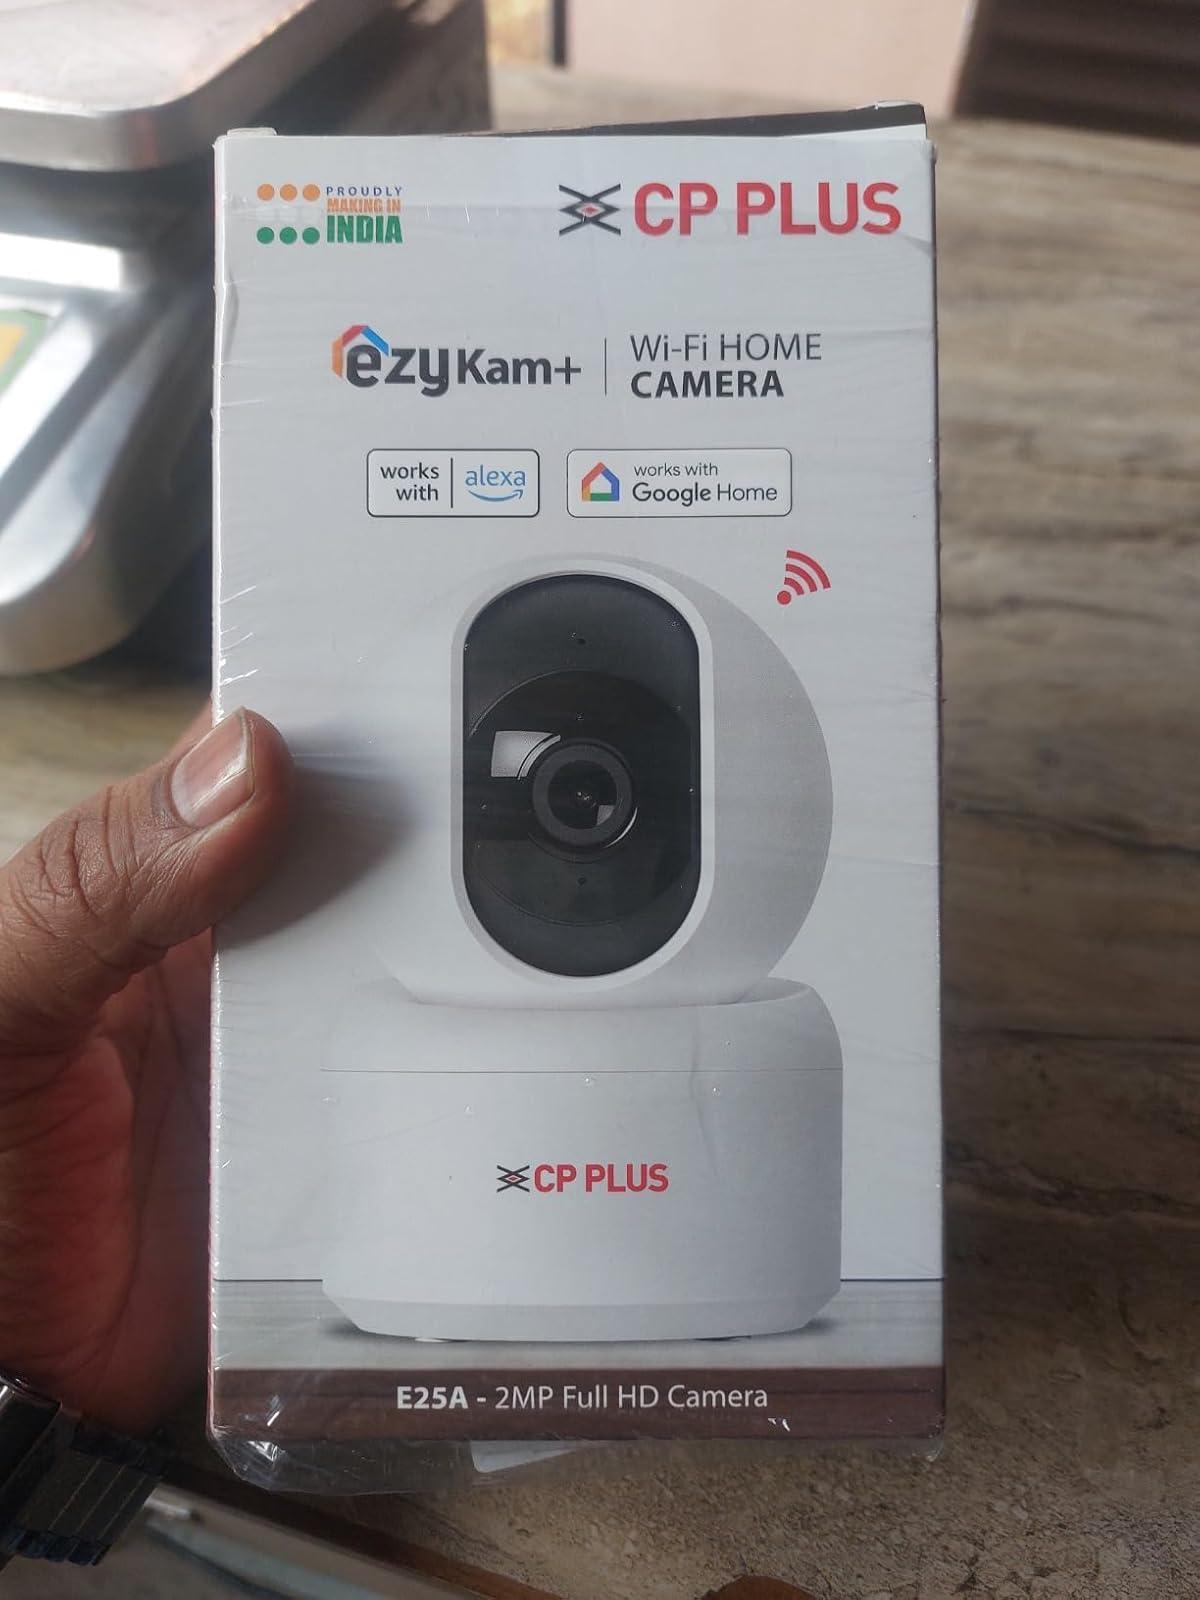 PROUDLY
MAKING IN
INDIA
CP PLUS
ezyKam+
Wi-Fi HOME
CAMERA
works
with
alexa
works with
Google Home
CP PLUS
E25A - 2MP Full HD Camera